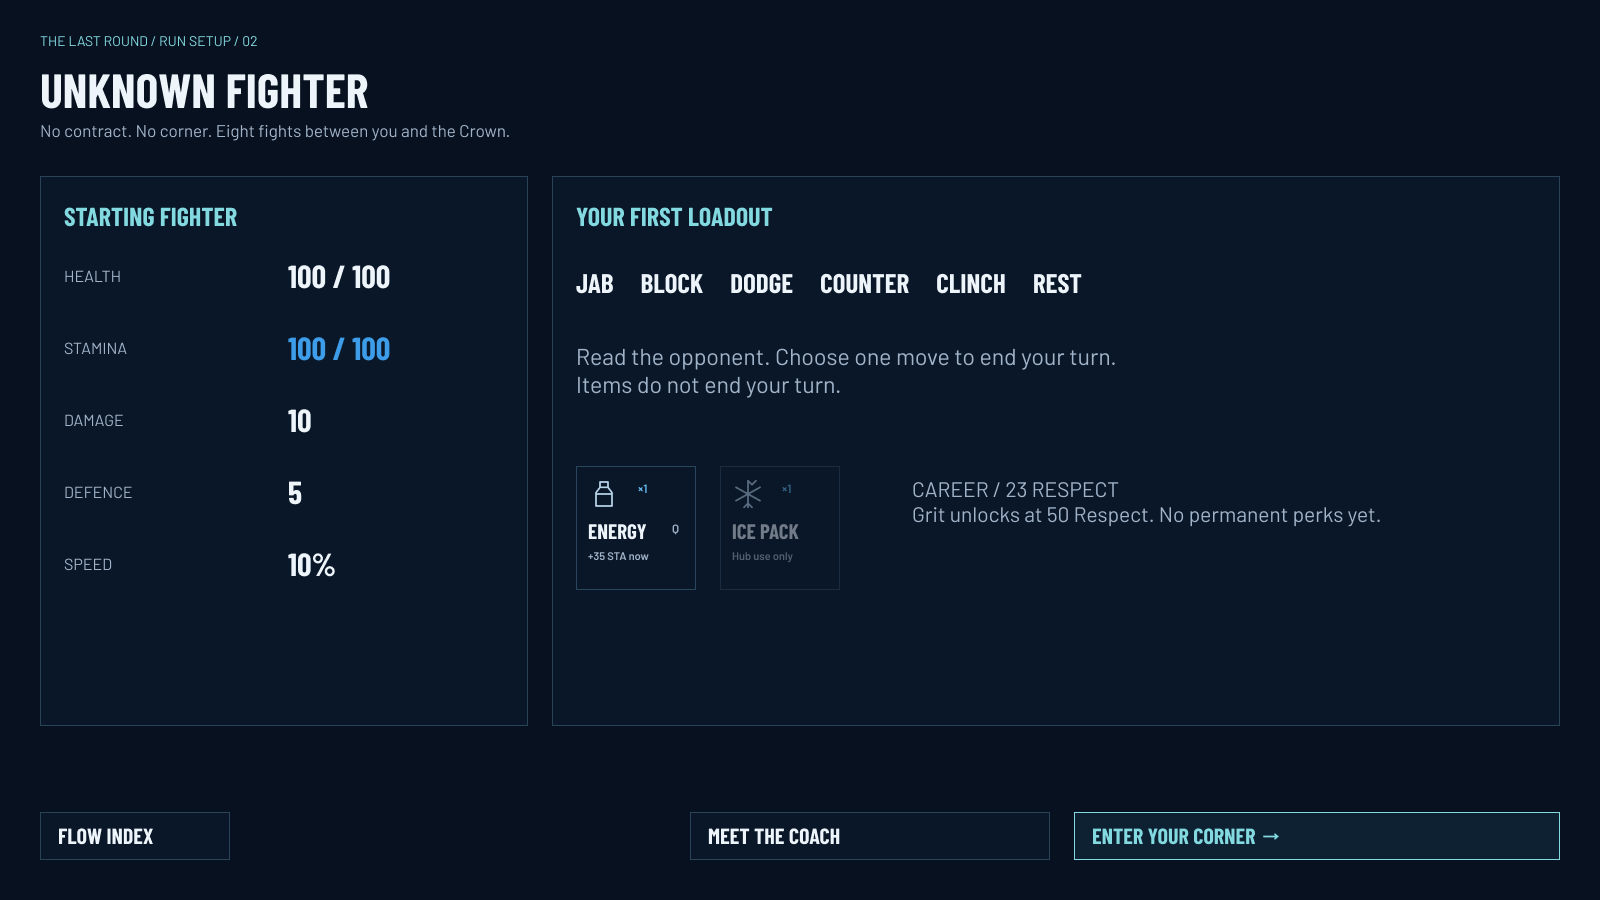 THE LAST ROUND / RUN SETUP / 02
UNKNOWN FIGHTER
No contract. No corner. Eight fights between you and the Crown.
STARTING FIGHTER
HEALTH 100 / 100
STAMINA 100 / 100
DAMAGE 10
DEFENCE 5
SPEED 10%
YOUR FIRST LOADOUT
JAB BLOCK DODGE COUNTER CLINCH REST
Read the opponent. Choose one move to end your turn.
Items do not end your turn.
×1
ENERGY Q
+35 STA now
×1
ICE PACK
Hub use only
CAREER / 23 RESPECT
Grit unlocks at 50 Respect. No permanent perks yet.
FLOW INDEX
MEET THE COACH
ENTER YOUR CORNER →